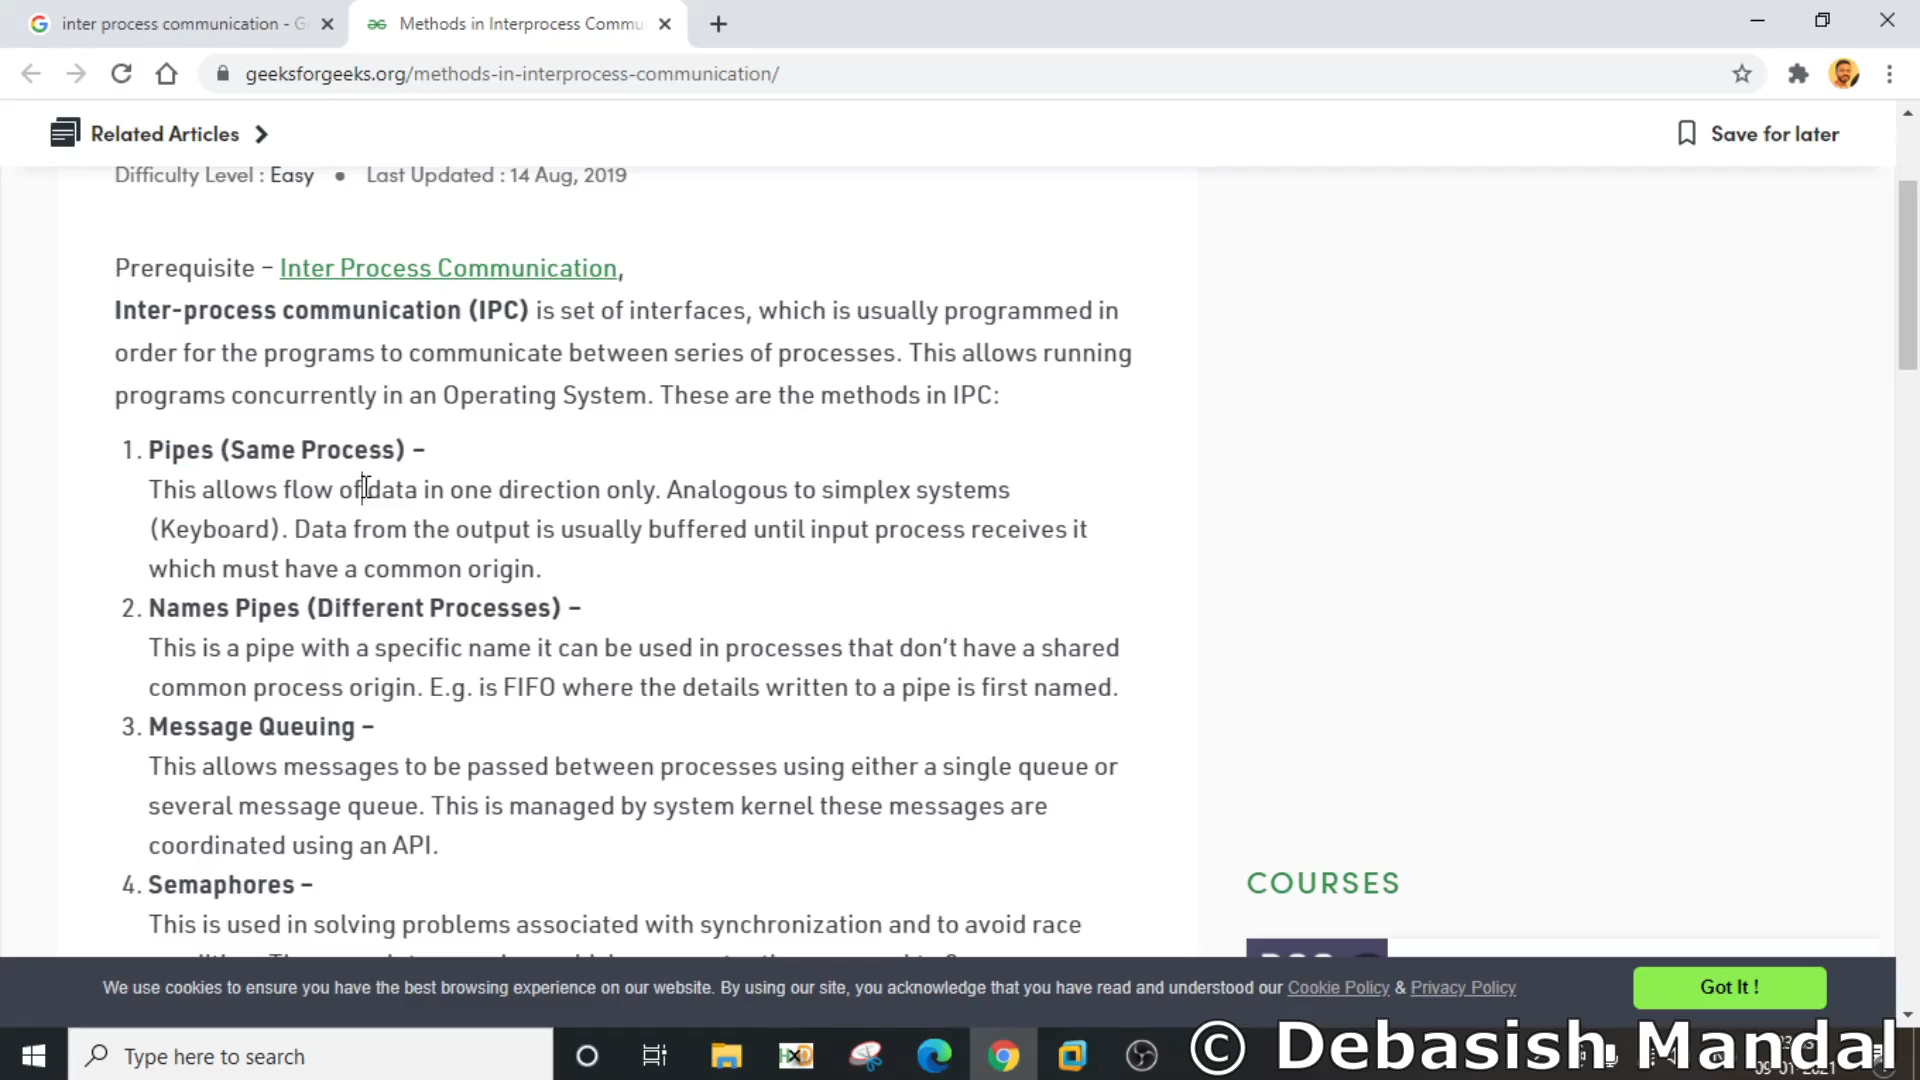 inter process communication - G
Methods in Interprocess Commu
geeksforgeeks.org/methods-in-interprocess-communication/
Related Articles
Save for later
Difficulty Level : Easy • Last Updated : 14 Aug, 2019
Prerequisite – Inter Process Communication,
Inter-process communication (IPC) is set of interfaces, which is usually programmed in
order for the programs to communicate between series of processes. This allows running
programs concurrently in an Operating System. These are the methods in IPC:
1. Pipes (Same Process) –
This allows flow of data in one direction only. Analogous to simplex systems
(Keyboard). Data from the output is usually buffered until input process receives it
which must have a common origin.
2. Names Pipes (Different Processes) –
This is a pipe with a specific name it can be used in processes that don't have a shared
common process origin. E.g. is FIFO where the details written to a pipe is first named.
3. Message Queuing –
This allows messages to be passed between processes using either a single queue or
several message queue. This is managed by system kernel these messages are
coordinated using an API.
4. Semaphores –
This is used in solving problems associated with synchronization and to avoid race
COURSES
We use cookies to ensure you have the best browsing experience on our website. By using our site, you acknowledge that you have read and understood our Cookie Policy & Privacy Policy
Got It !
Type here to search
© Debasish Mandal
09-01-2021